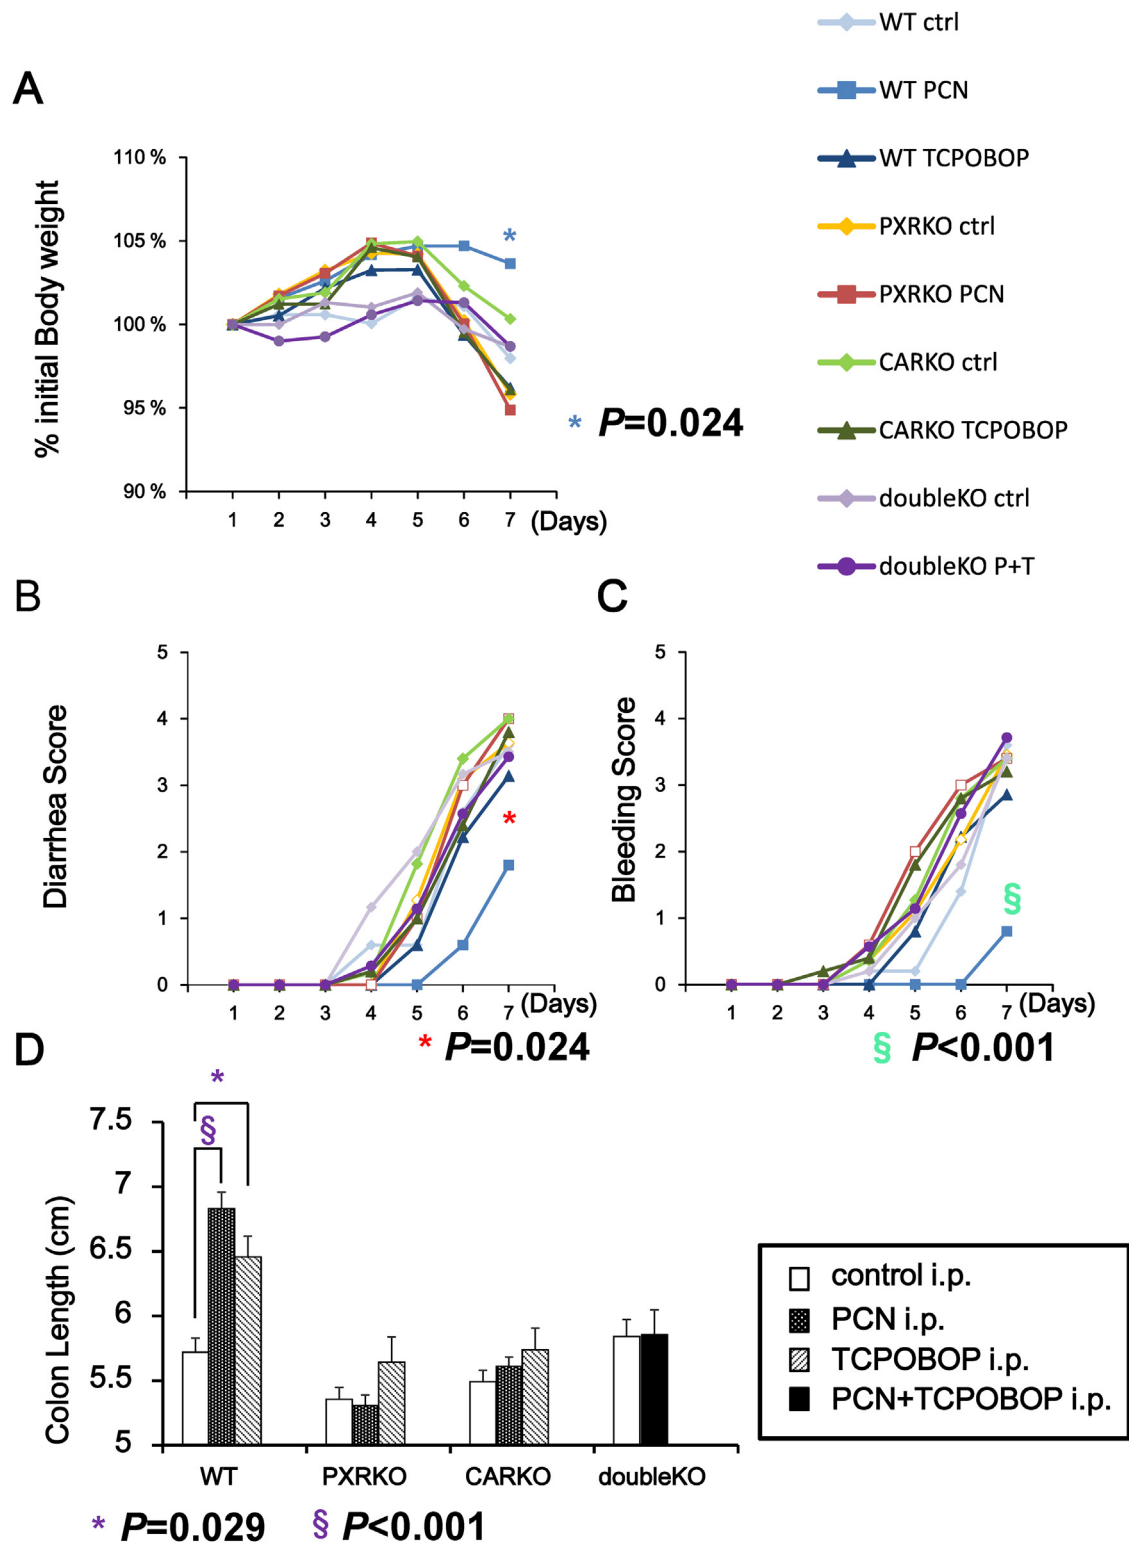 WT ctrl
WT PCN
WT TCPOBOP
PXRKO ctrl
PXRKO PCN
CARKO ctrl
CARKO TCPOBOP
doubleKO ctrl
doubleKO P+T
A
% initial Body weight
110 %
105 %
100 %
95 %
90 %
*
* P=0.024
1 2 3 4 5 6 7 (Days)
B
Diarrhea Score
5
4
3
2
1
0
*
1 2 3 4 5 6 7 (Days)
* P=0.024
C
Bleeding Score
5
4
3
2
1
0
§
1 2 3 4 5 6 7 (Days)
§ P<0.001
D
Colon Length (cm)
7.5
7
6.5
6
5.5
5
*
§
WT PXRKO CARKO doubleKO
control i.p.
PCN i.p.
TCPOBOP i.p.
PCN+TCPOBOP i.p.
* P=0.029 § P<0.001